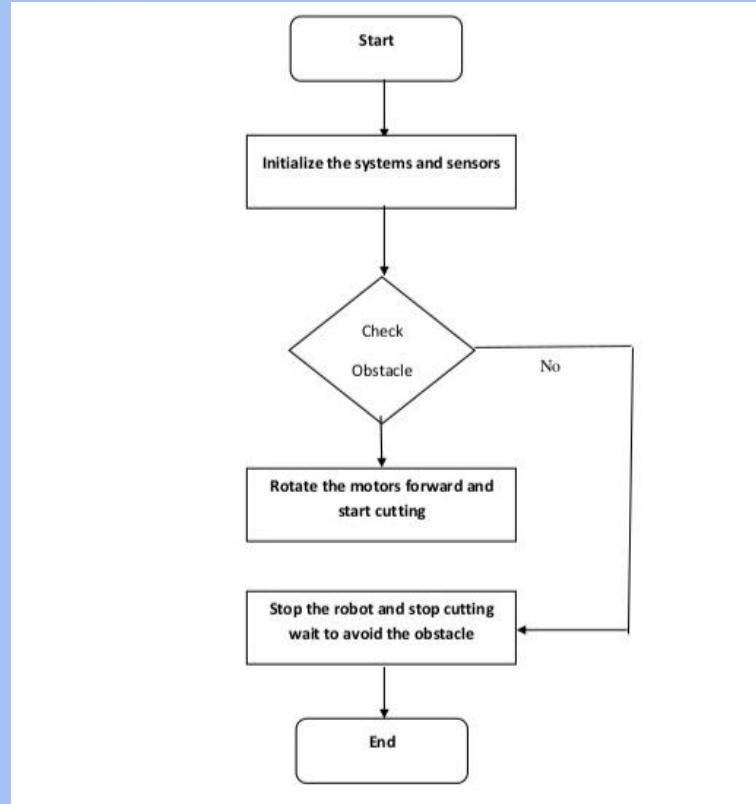 Start
Initialize the systems and sensors
Check
Obstacle
No
Rotate the motors forward and
start cutting
Stop the robot and stop cutting
wait to avoid the obstacle
End